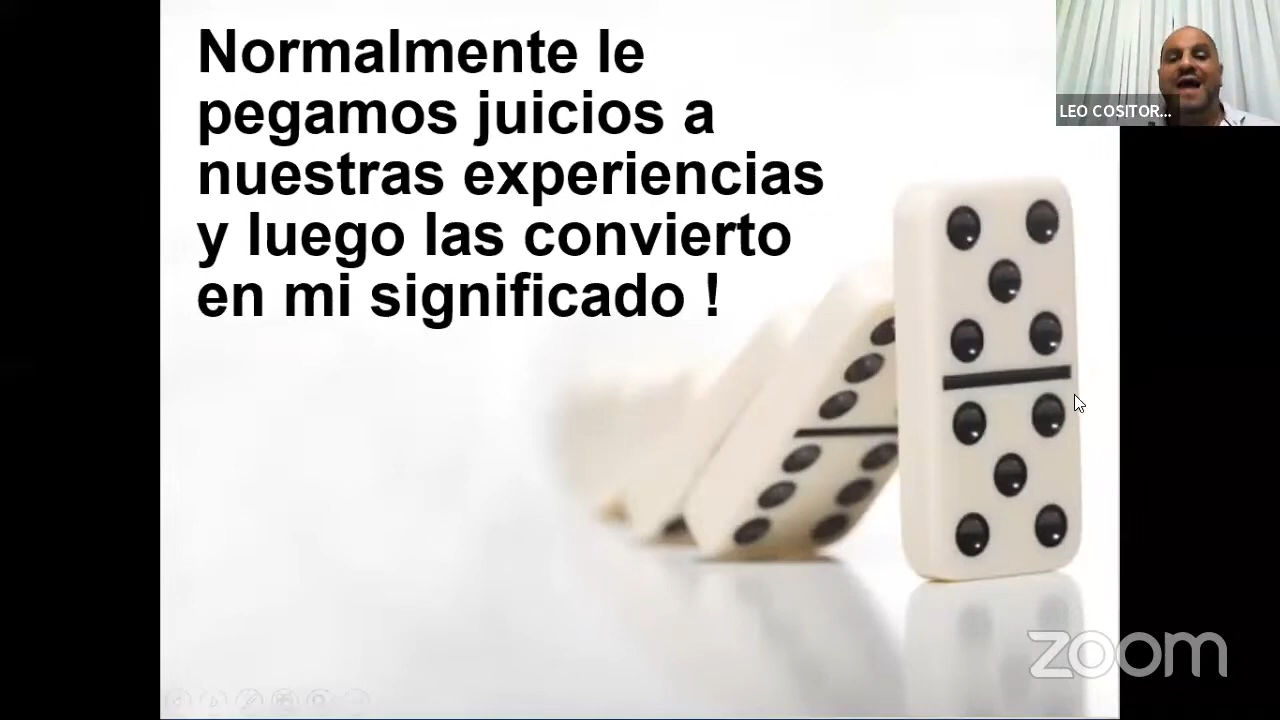 Normalmente le
pegamos juicios a
nuestras experiencias
y luego las convierto
en mi significado !
LEO COSITOR...
zoom